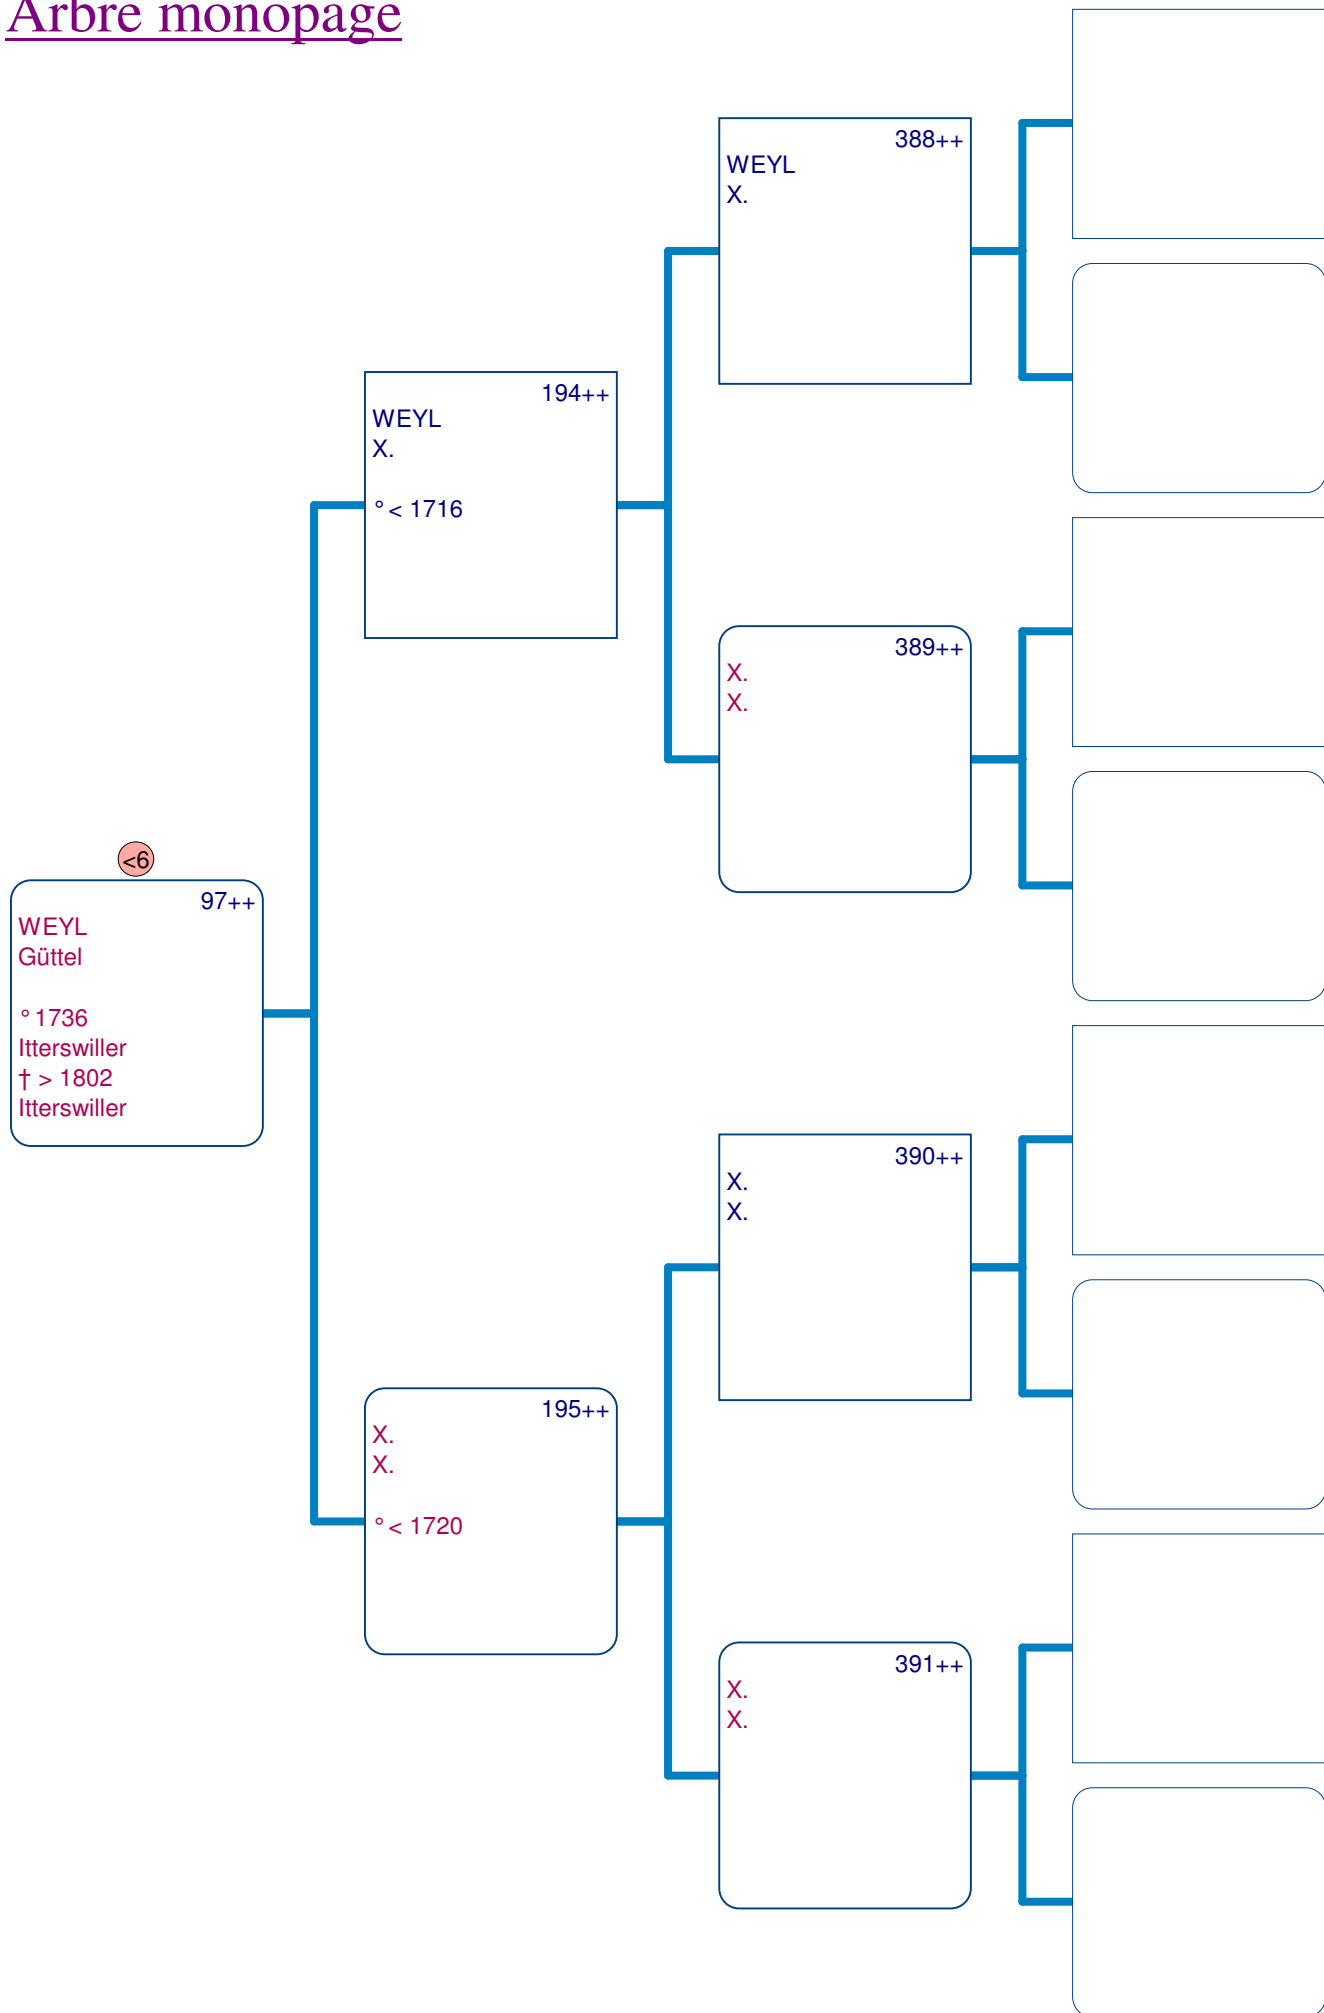 Arbre monopage
388++
WEYL
X.
194++
WEYL
X.
° < 1716
389++
X.
X.
<6
97++
WEYL
Güttel
° 1736
Itterswiller
† > 1802
Itterswiller
390++
X.
X.
195++
X.
X.
° < 1720
391++
X.
X.